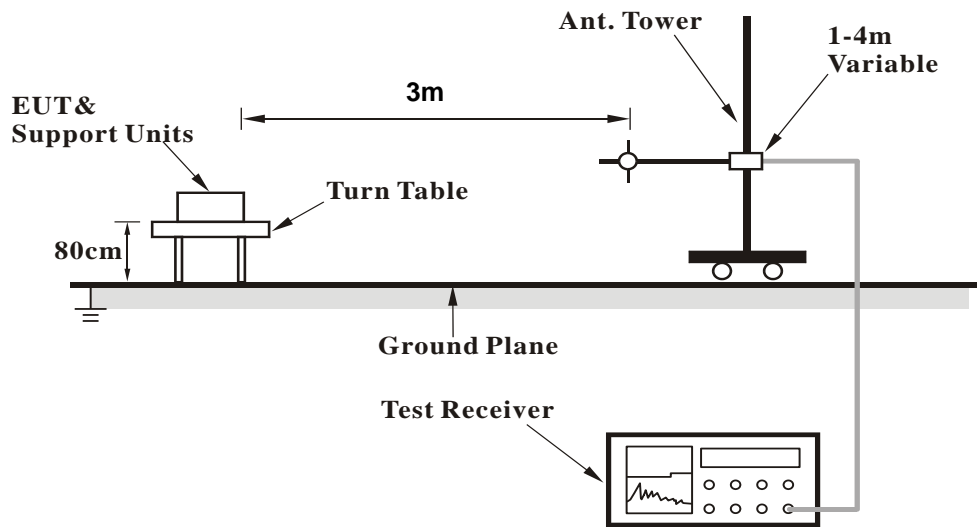 Ant. Tower
1-4m
Variable
3m
EUT&
Support Units
Turn Table
80cm
Ground Plane
Test Receiver